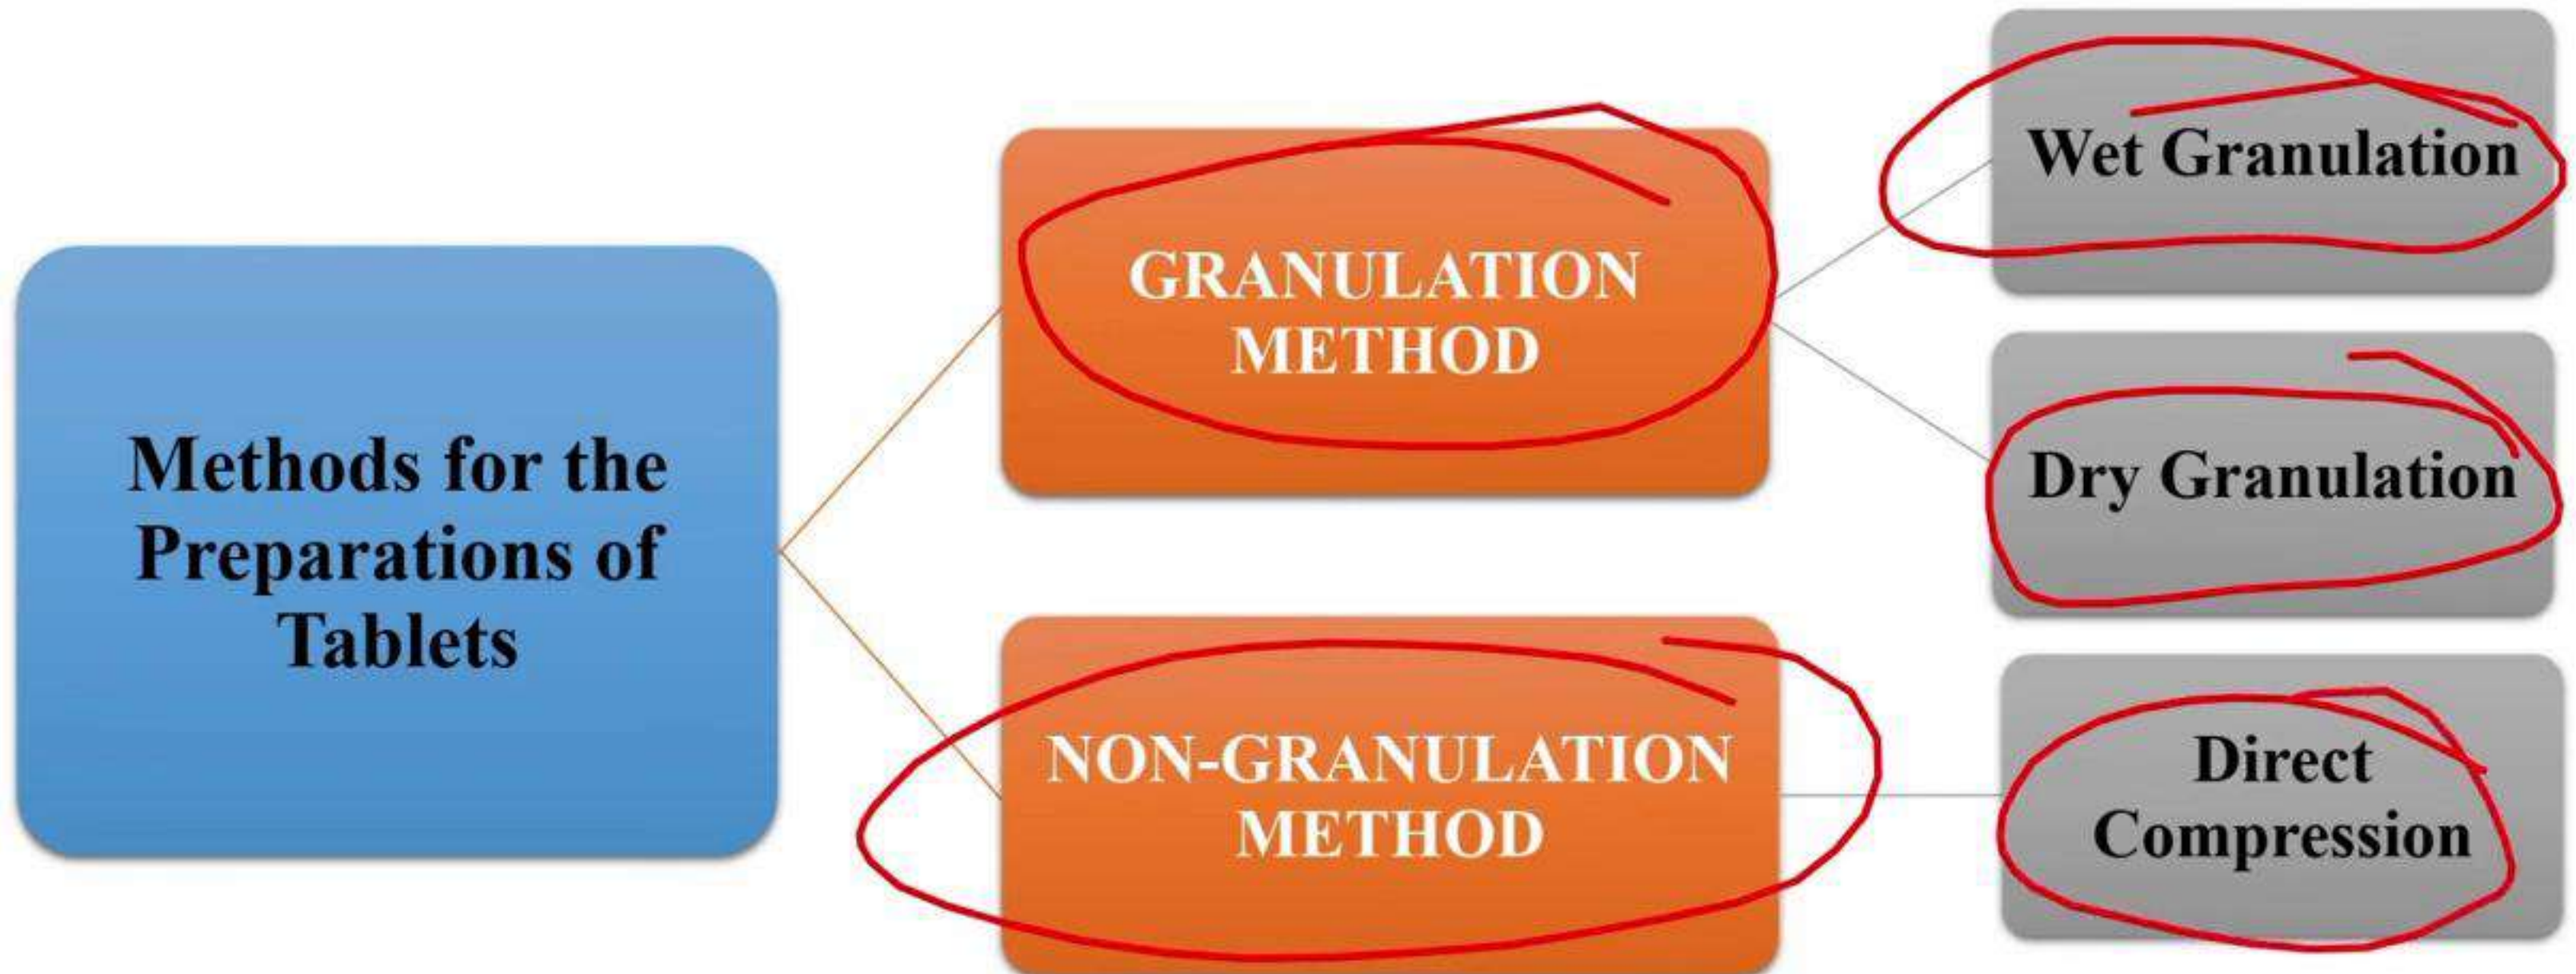 Methods for the
Preparations of
Tablets
GRANULATION
METHOD
NON-GRANULATION
METHOD
Wet Granulation
Dry Granulation
Direct
Compression